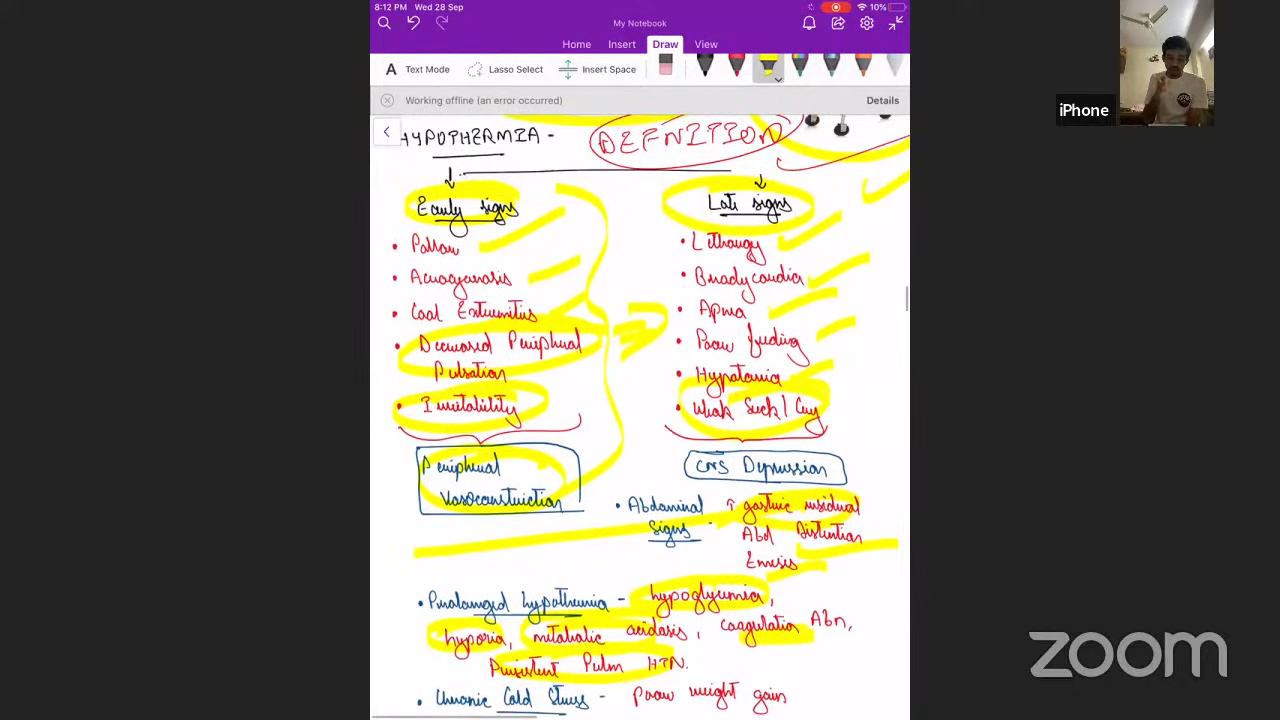 8:12 PM Wed 28 Sep
10%
My Notebook
Home Insert Draw View
A Text Mode Lasso Select Insert Space
Working offline (an error occurred) Details
iPhone
HYPOTHERMIA - DEFNITION
Early signs
• Pallor
• Acrocyanosis
• Cool Extremities
• Decreased Peripheral
Pulsation
• Irritability
Peripheral
Vasoconstriction
Late signs
• Lethargy
• Bradycardia
• Apnea
• Poor feeding
• Hypotonia
• Weak Suck / Cry
CNS Depression
• Abdominal
signs -
↑ gastric residual
Abd Distention
Emesis
• Prolonged hypothermia - hypoglycemia,
hypoxia, metabolic acidosis, coagulation Abn,
Persistent Pulm HTN.
• Chronic Cold Stress - Poor weight gain
zoom